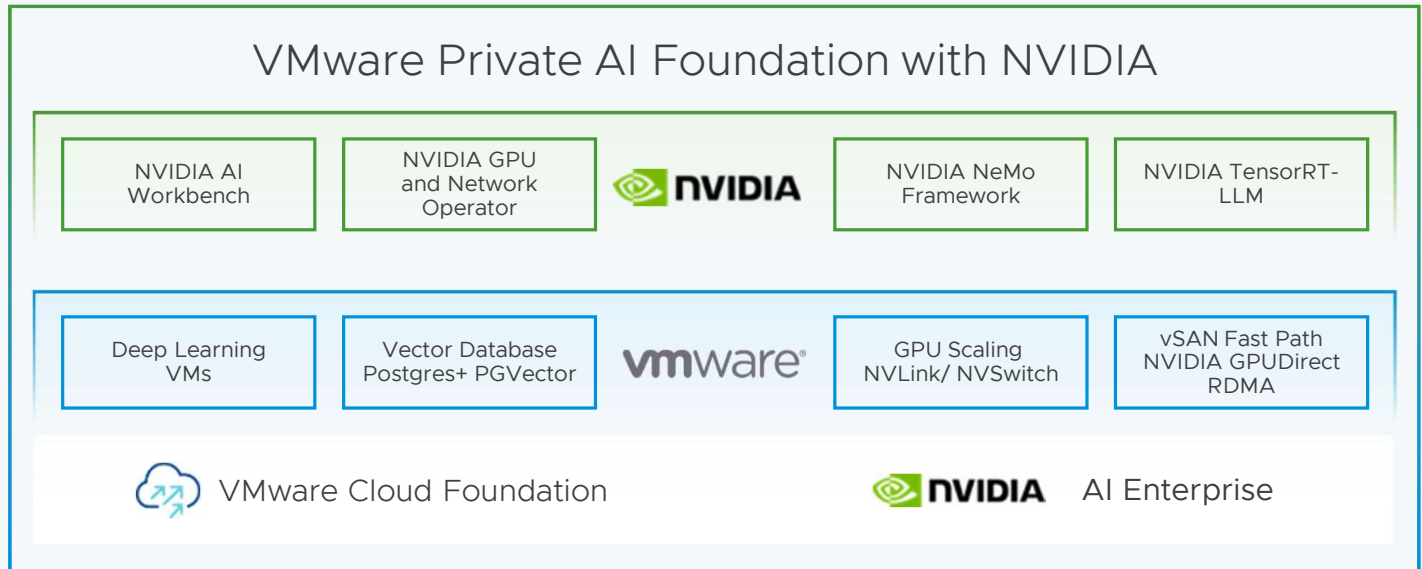 VMware Private AI Foundation with NVIDIA
NVIDIA AI
Workbench
NVIDIA GPU
and Network
Operator
NVIDIA
NVIDIA NeMo
Framework
NVIDIA TensorRT-
LLM
Deep Learning
VMs
Vector Database
Postgres+ PGVector
vmware®
GPU Scaling
NVLink/ NVSwitch
vSAN Fast Path
NVIDIA GPUDirect
RDMA
VMware Cloud Foundation
NVIDIA AI Enterprise